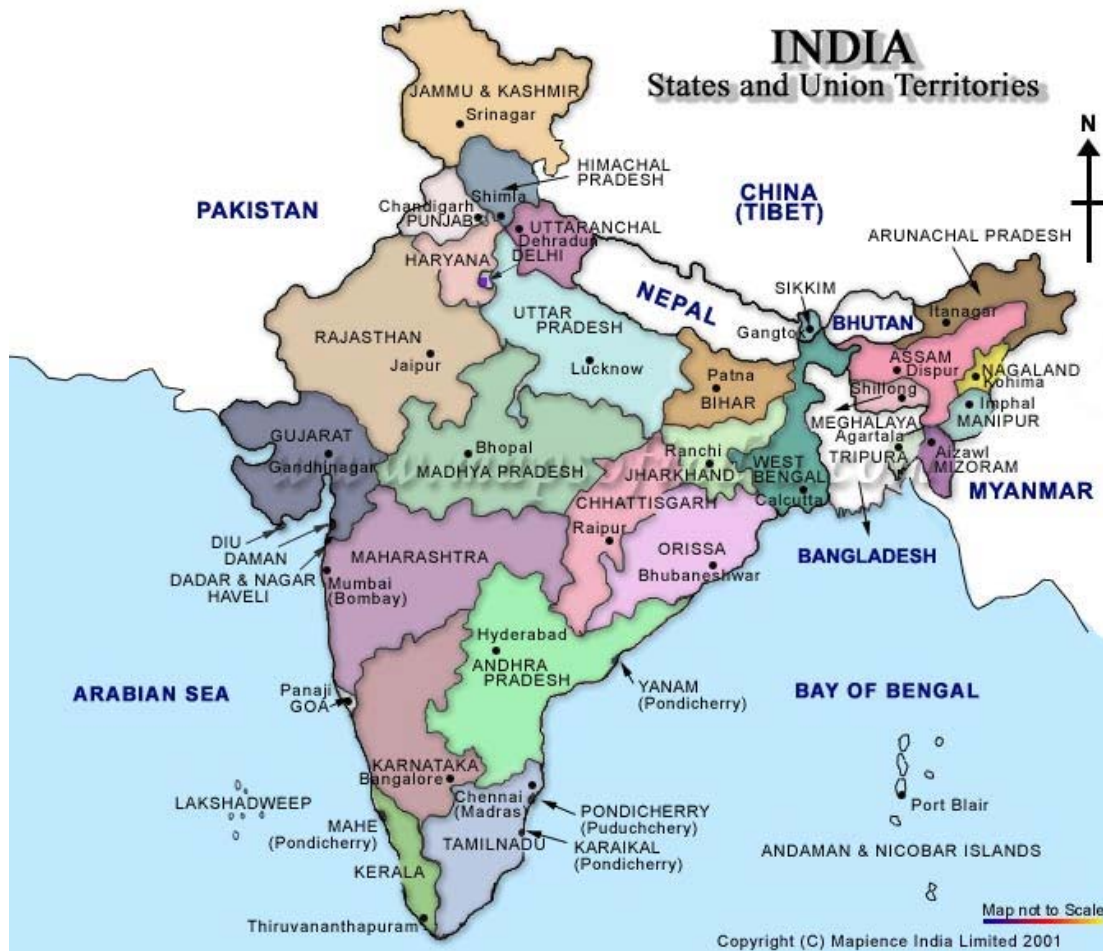 INDIA
States and Union Territories
N
JAMMU & KASHMIR
Srinagar
HIMACHAL
PRADESH
PAKISTAN
CHINA
(TIBET)
Shimla
Chandigarh
PUNJAB
UTTARANCHAL
Dehradun
DELHI
HARYANA
ARUNACHAL PRADESH
NEPAL
SIKKIM
Gangtok
BHUTAN
Itanagar
RAJASTHAN
Jaipur
UTTAR
PRADESH
Lucknow
ASSAM
Dispur
NAGALAND
Kohima
Patna
BIHAR
Shillong
Imphal
MANIPUR
MEGHALAYA
Agartala
TRIPURA
Aizawl
MIZORAM
GUJARAT
Gandhinagar
Bhopal
MADHYA PRADESH
Ranchi
JHARKHAND
WEST
BENGAL
Calcutta
MYANMAR
CHHATTISGARH
Raipur
DIU
DAMAN
DADAR & NAGAR
HAVELI
MAHARASHTRA
Mumbai
(Bombay)
ORISSA
Bhubaneshwar
BANGLADESH
Hyderabad
ANDHRA
PRADESH
ARABIAN SEA
Panaji
GOA
YANAM
(Pondicherry)
BAY OF BENGAL
KARNATAKA
Bangalore
LAKSHADWEEP
Chennai
(Madras)
PONDICHERRY
(Puduchchery)
Port Blair
MAHE
(Pondicherry)
TAMILNADU
KARAIKAL
(Pondicherry)
ANDAMAN & NICOBAR ISLANDS
KERALA
Thiruvananthapuram
Map not to Scale
Copyright (C) Mapience India Limited 2001